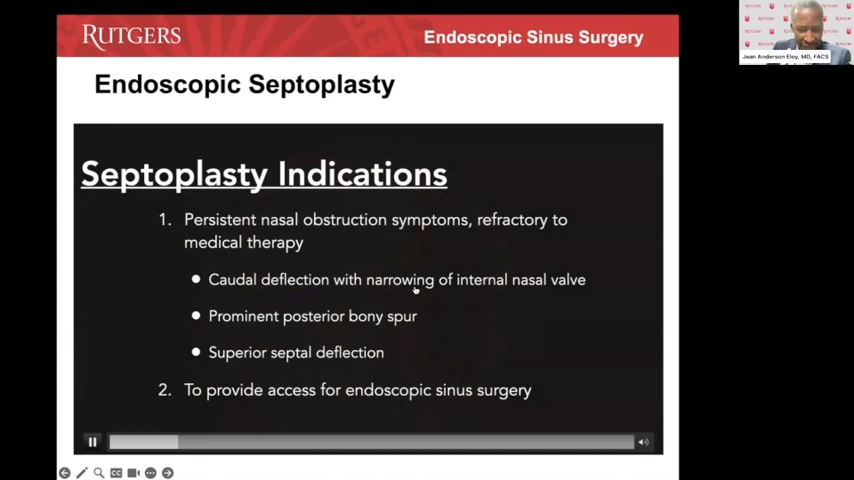 RUTGERS
Endoscopic Sinus Surgery
Jean Anderson Eloy, MD, FACS
Endoscopic Septoplasty
Septoplasty Indications
1. Persistent nasal obstruction symptoms, refractory to
medical therapy
• Caudal deflection with narrowing of internal nasal valve
• Prominent posterior bony spur
• Superior septal deflection
2. To provide access for endoscopic sinus surgery
CC